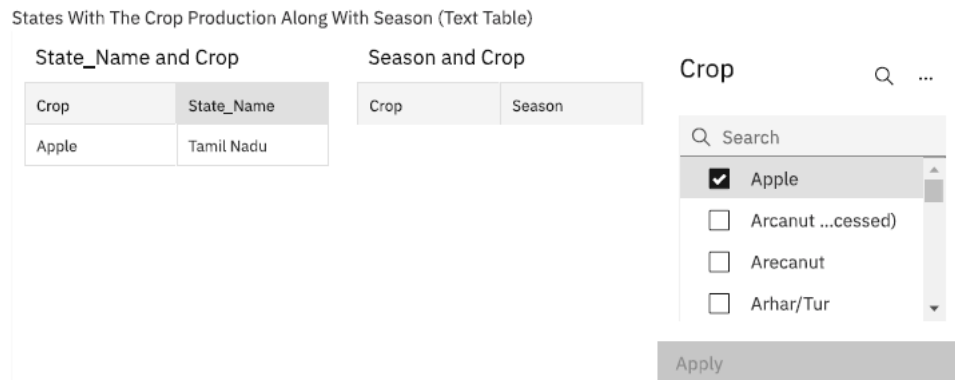 States With The Crop Production Along With Season (Text Table)
State_Name and Crop
Crop State_Name
Apple Tamil Nadu
Season and Crop
Crop Season
Crop
...
Search
Apple
Arcanut ...cessed)
Arecanut
Arhar/Tur
Apply